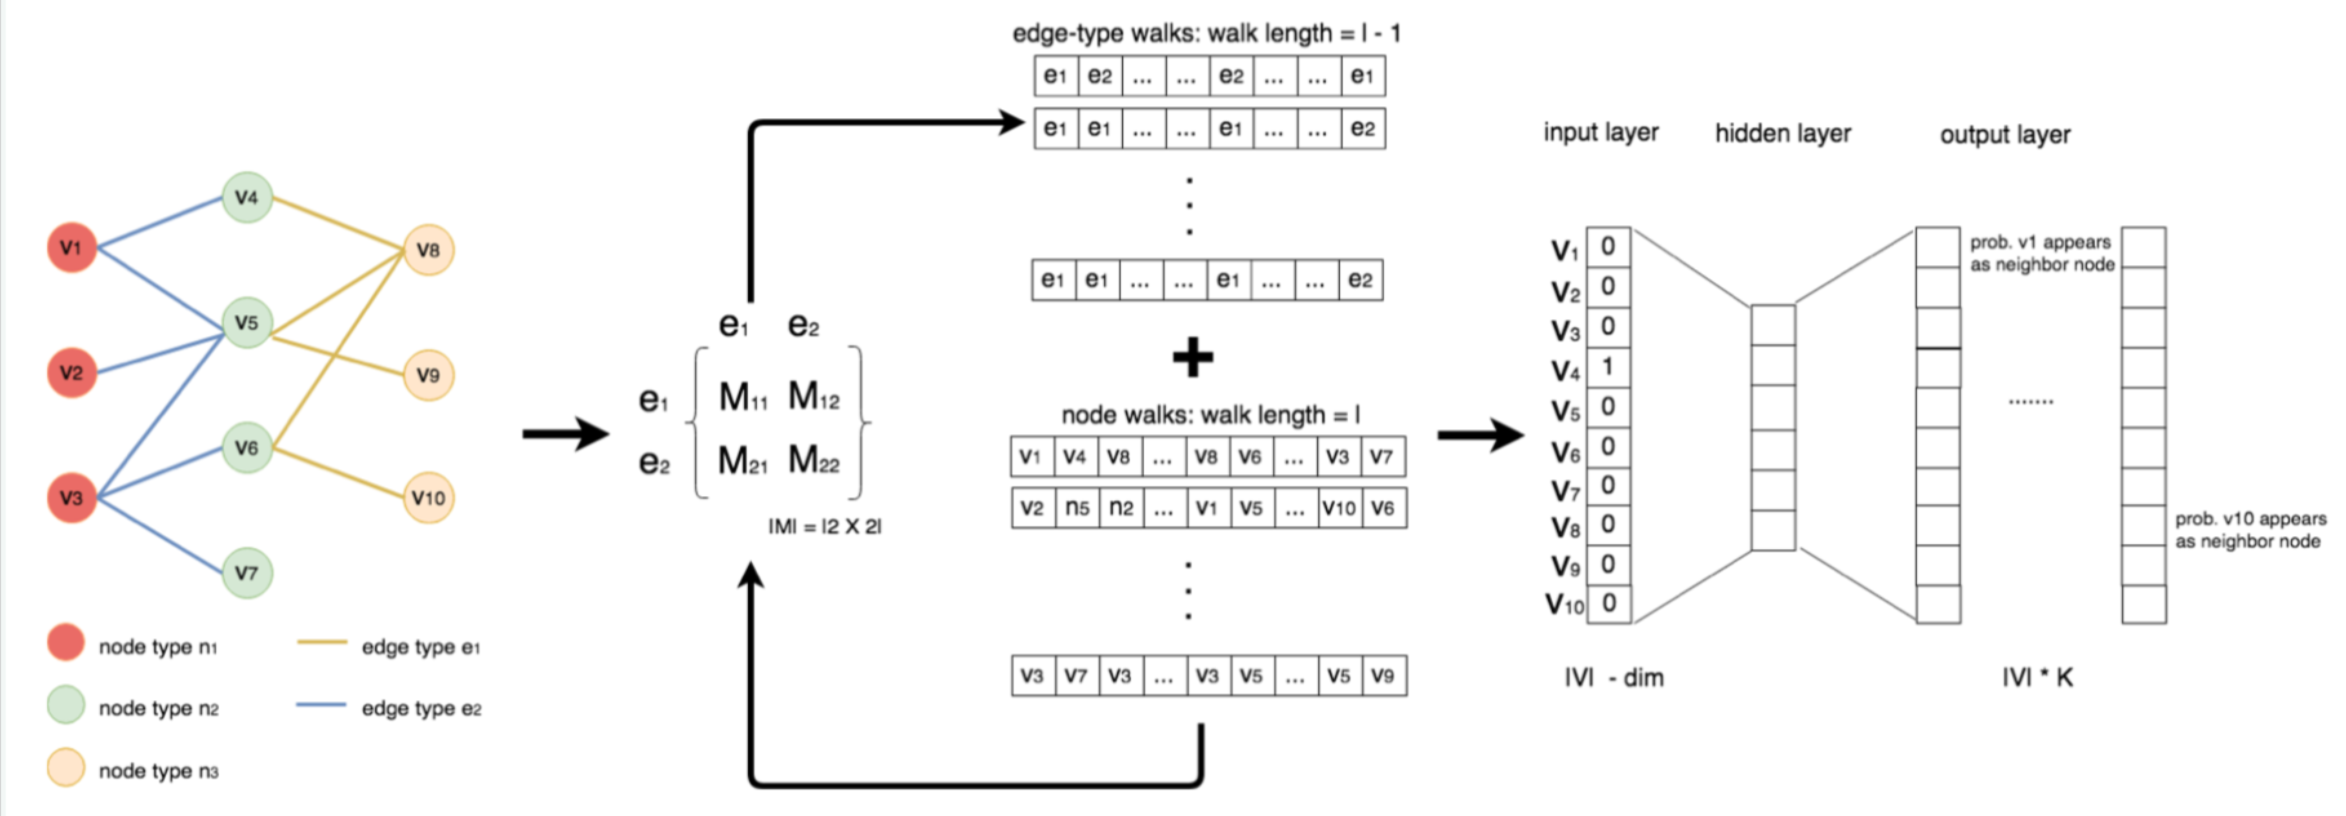 V1
V2
V3
V4
V5
V6
V7
V8
V9
V10
node type n1
node type n2
node type n3
edge type e1
edge type e2
e1 e2
e1 M11 M12
e2 M21 M22
|M| = |2 X 2|
edge-type walks: walk length = l - 1
e1 e2 ... ... e2 ... ... e1
e1 e1 ... ... e1 ... ... e2
e1 e1 ... ... e1 ... ... e2
+
node walks: walk length = l
V1 V4 V8 ... V8 V6 ... V3 V7
V2 n5 n2 ... V1 V5 ... V10 V6
V3 V7 V3 ... V3 V5 ... V5 V9
input layer
V1 0
V2 0
V3 0
V4 1
V5 0
V6 0
V7 0
V8 0
V9 0
V10 0
|V| - dim
hidden layer
output layer
prob. v1 appears
as neighbor node
.......
prob. v10 appears
as neighbor node
|V| * K